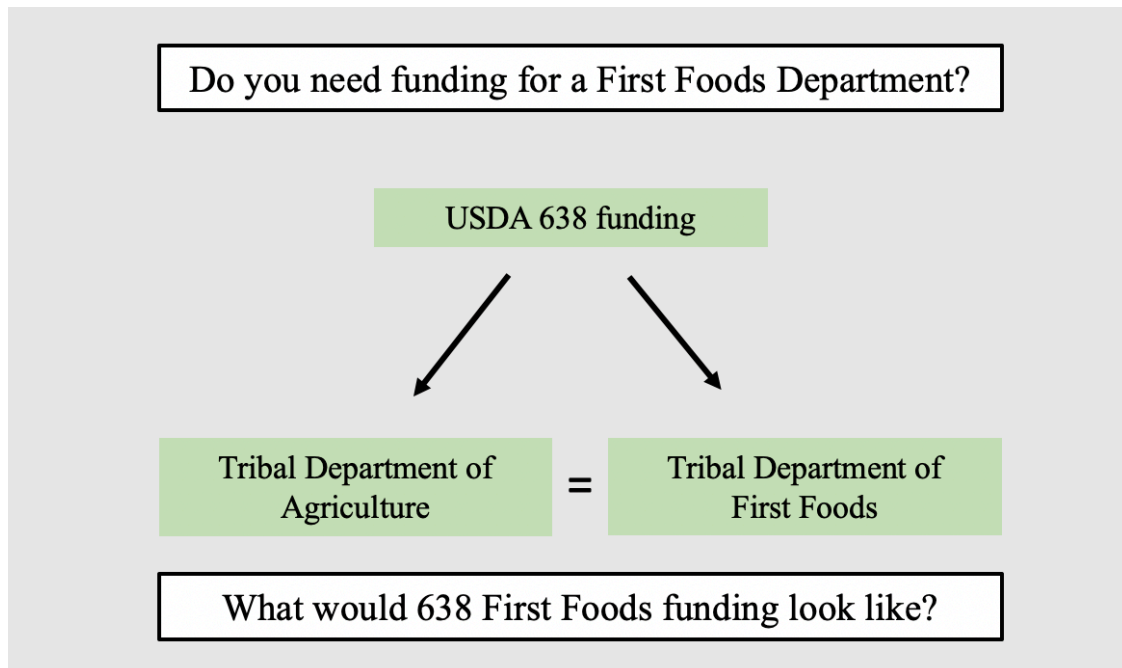 Do you need funding for a First Foods Department?
USDA 638 funding
Tribal Department of
Agriculture
=
Tribal Department of
First Foods
What would 638 First Foods funding look like?